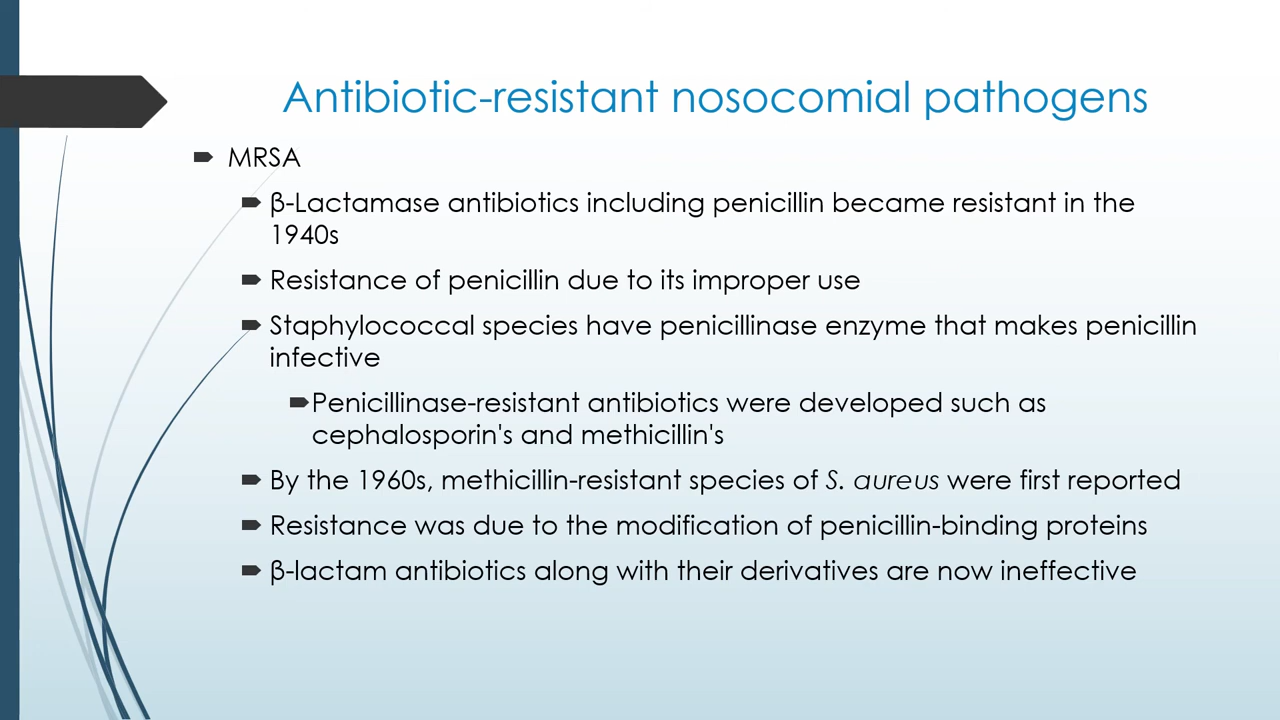 Antibiotic-resistant nosocomial pathogens
MRSA
β-Lactamase antibiotics including penicillin became resistant in the
1940s
Resistance of penicillin due to its improper use
Staphylococcal species have penicillinase enzyme that makes penicillin
infective
Penicillinase-resistant antibiotics were developed such as
cephalosporin's and methicillin's
By the 1960s, methicillin-resistant species of S. aureus were first reported
Resistance was due to the modification of penicillin-binding proteins
β-lactam antibiotics along with their derivatives are now ineffective